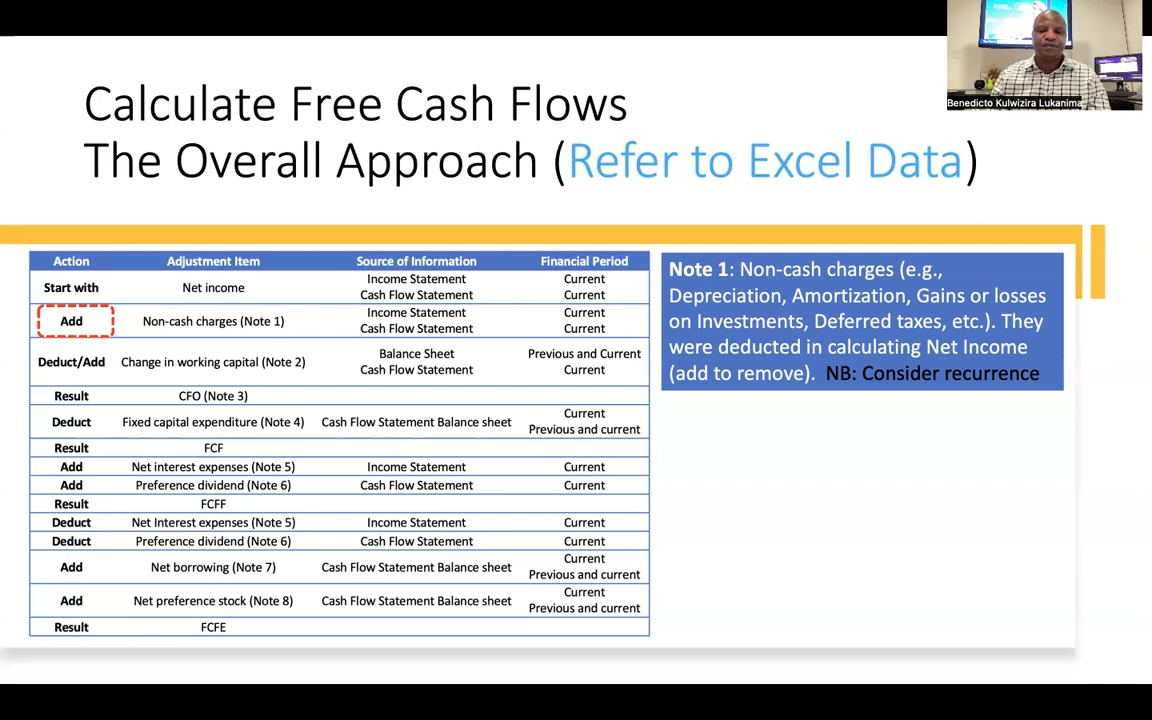 Benedicto Kulwizira Lukanima
Calculate Free Cash Flows
The Overall Approach (Refer to Excel Data)
Action Adjustment Item Source of Information Financial Period
Start with Net income Income Statement Current
Cash Flow Statement Current
Add Non-cash charges (Note 1) Income Statement Current
Cash Flow Statement Current
Deduct/Add Change in working capital (Note 2) Balance Sheet Previous and Current
Cash Flow Statement Current
Result CFO (Note 3)
Deduct Fixed capital expenditure (Note 4) Cash Flow Statement Balance sheet Current
Previous and current
Result FCF
Add Net interest expenses (Note 5) Income Statement Current
Add Preference dividend (Note 6) Cash Flow Statement Current
Result FCFF
Deduct Net Interest expenses (Note 5) Income Statement Current
Deduct Preference dividend (Note 6) Cash Flow Statement Current
Add Net borrowing (Note 7) Cash Flow Statement Balance sheet Current
Previous and current
Add Net preference stock (Note 8) Cash Flow Statement Balance sheet Current
Previous and current
Result FCFE
Note 1: Non-cash charges (e.g.,
Depreciation, Amortization, Gains or losses
on Investments, Deferred taxes, etc.). They
were deducted in calculating Net Income
(add to remove). NB: Consider recurrence